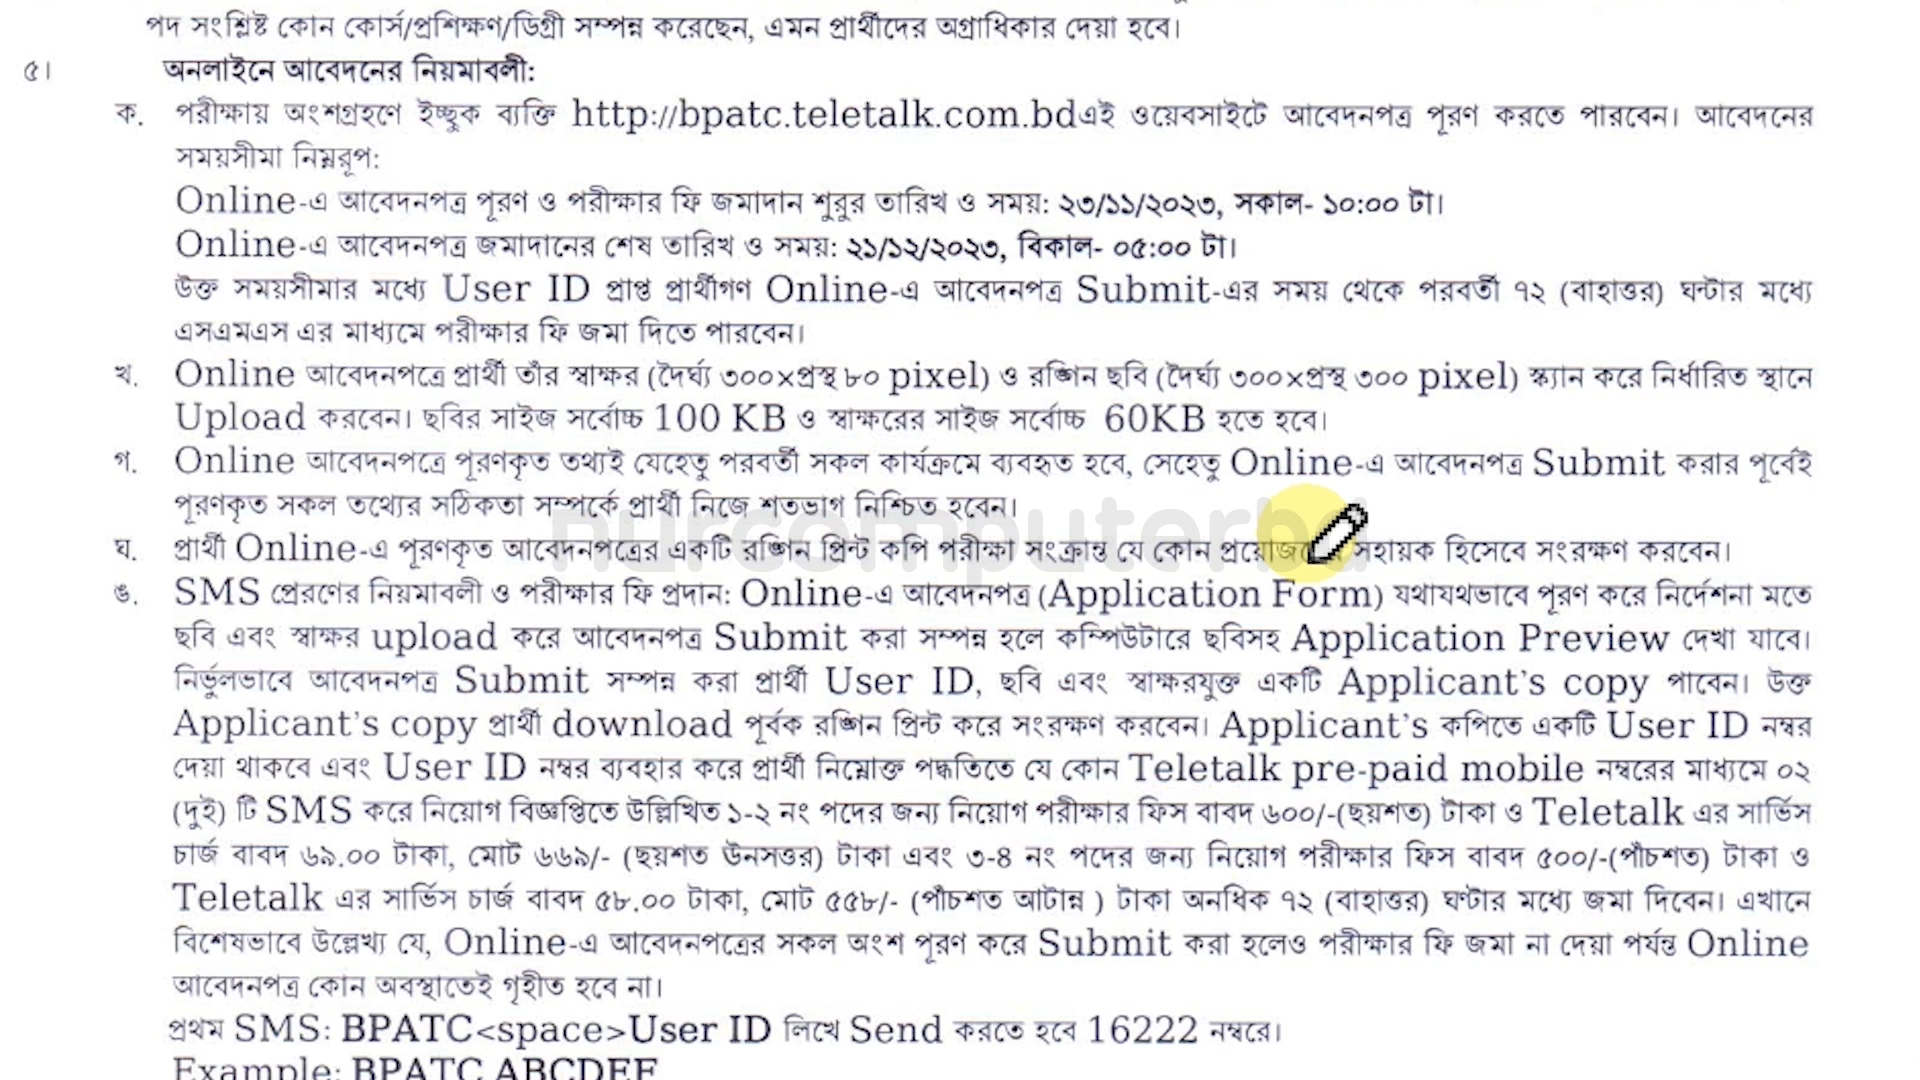 পদ সংশ্লিষ্ট কোন কোর্স/প্রশিক্ষণ/ডিগ্রী সম্পন্ন করেছেন, এমন প্রার্থীদের অগ্রাধিকার দেয়া হবে।
৫। অনলাইনে আবেদনের নিয়মাবলী:
ক. পরীক্ষায় অংশগ্রহণে ইচ্ছুক ব্যক্তি http://bpatc.teletalk.com.bdএই ওয়েবসাইটে আবেদনপত্র পূরণ করতে পারবেন। আবেদনের
সময়সীমা নিম্নরূপ:
Online-এ আবেদনপত্র পূরণ ও পরীক্ষার ফি জমাদান শুরুর তারিখ ও সময়: ২৩/১১/২০২৩, সকাল- ১০:০০ টা।
Online-এ আবেদনপত্র জমাদানের শেষ তারিখ ও সময়: ২১/১২/২০২৩, বিকাল- ০৫:০০ টা।
উক্ত সময়সীমার মধ্যে User ID প্রাপ্ত প্রার্থীগণ Online-এ আবেদনপত্র Submit-এর সময় থেকে পরবর্তী ৭২ (বাহাত্তর) ঘন্টার মধ্যে
এসএমএস এর মাধ্যমে পরীক্ষার ফি জমা দিতে পারবেন।
খ. Online আবেদনপত্রে প্রার্থী তাঁর স্বাক্ষর (দৈর্ঘ্য ৩০০×প্রস্থ ৮০ pixel) ও রঙ্গিন ছবি (দৈর্ঘ্য ৩০০×প্রস্থ ৩০০ pixel) স্ক্যান করে নির্ধারিত স্থানে
Upload করবেন। ছবির সাইজ সর্বোচ্চ 100 KB ও স্বাক্ষরের সাইজ সর্বোচ্চ 60KB হতে হবে।
গ. Online আবেদনপত্রে পূরণকৃত তথ্যই যেহেতু পরবর্তী সকল কার্যক্রমে ব্যবহৃত হবে, সেহেতু Online-এ আবেদনপত্র Submit করার পূর্বেই
পূরণকৃত সকল তথ্যের সঠিকতা সম্পর্কে প্রার্থী নিজে শতভাগ নিশ্চিত হবেন।
nurcomputerbd
ঘ. প্রার্থী Online-এ পূরণকৃত আবেদনপত্রের একটি রঙ্গিন প্রিন্ট কপি পরীক্ষা সংক্রান্ত যে কোন সহায়ক হিসেবে সংরক্ষণ করবেন।
ঙ. SMS প্রেরণের নিয়মাবলী ও পরীক্ষার ফি প্রদান: Online-এ আবেদনপত্র (Application Form) যথাযথভাবে পূরণ করে নির্দেশনা মতে
ছবি এবং স্বাক্ষর upload করে আবেদনপত্র Submit করা সম্পন্ন হলে কম্পিউটারে ছবিসহ Application Preview দেখা যাবে।
নির্ভুলভাবে আবেদনপত্র Submit সম্পন্ন করা প্রার্থী User ID, ছবি এবং স্বাক্ষরযুক্ত একটি Applicant's copy পাবেন। উক্ত
Applicant's copy প্রার্থী download পূর্বক রঙ্গিন প্রিন্ট করে সংরক্ষণ করবেন। Applicant's কপিতে একটি User ID নম্বর
দেয়া থাকবে এবং User ID নম্বর ব্যবহার করে প্রার্থী নিম্নোক্ত পদ্ধতিতে যে কোন Teletalk pre-paid mobile নম্বরের মাধ্যমে ০২
(দুই) টি SMS করে নিয়োগ বিজ্ঞপ্তিতে উল্লিখিত ১-২ নং পদের জন্য নিয়োগ পরীক্ষার ফিস বাবদ ৬০০/-(ছয়শত) টাকা ও Teletalk এর সার্ভিস
চার্জ বাবদ ৬৯.০০ টাকা, মোট ৬৬৯/- (ছয়শত ঊনসত্তর) টাকা এবং ৩-৪ নং পদের জন্য নিয়োগ পরীক্ষার ফিস বাবদ ৫০০/-(পাঁচশত) টাকা ও
Teletalk এর সার্ভিস চার্জ বাবদ ৫৮.০০ টাকা, মোট ৫৫৮/- (পাঁচশত আটান্ন ) টাকা অনধিক ৭২ (বাহাত্তর) ঘণ্টার মধ্যে জমা দিবেন। এখানে
বিশেষভাবে উল্লেখ্য যে, Online-এ আবেদনপত্রের সকল অংশ পূরণ করে Submit করা হলেও পরীক্ষার ফি জমা না দেয়া পর্যন্ত Online
আবেদনপত্র কোন অবস্থাতেই গৃহীত হবে না।
প্রথম SMS: BPATC<space>User ID লিখে Send করতে হবে 16222 নম্বরে।
Example: BPATC ABCDEF